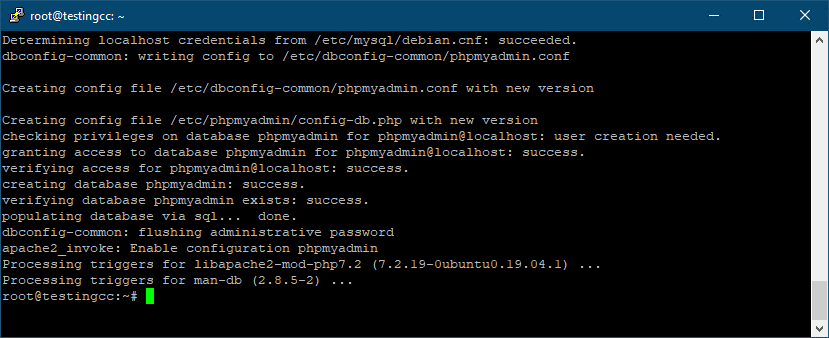 root@testingcc: ~
Determining localhost credentials from /etc/mysql/debian.cnf: succeeded.
dbconfig-common: writing config to /etc/dbconfig-common/phpmyadmin.conf

Creating config file /etc/dbconfig-common/phpmyadmin.conf with new version

Creating config file /etc/phpmyadmin/config-db.php with new version
checking privileges on database phpmyadmin for phpmyadmin@localhost: user creation needed.
granting access to database phpmyadmin for phpmyadmin@localhost: success.
verifying access for phpmyadmin@localhost: success.
creating database phpmyadmin: success.
verifying database phpmyadmin exists: success.
populating database via sql...  done.
dbconfig-common: flushing administrative password
apache2_invoke: Enable configuration phpmyadmin
Processing triggers for libapache2-mod-php7.2 (7.2.19-0ubuntu0.19.04.1) ...
Processing triggers for man-db (2.8.5-2) ...
root@testingcc:~#